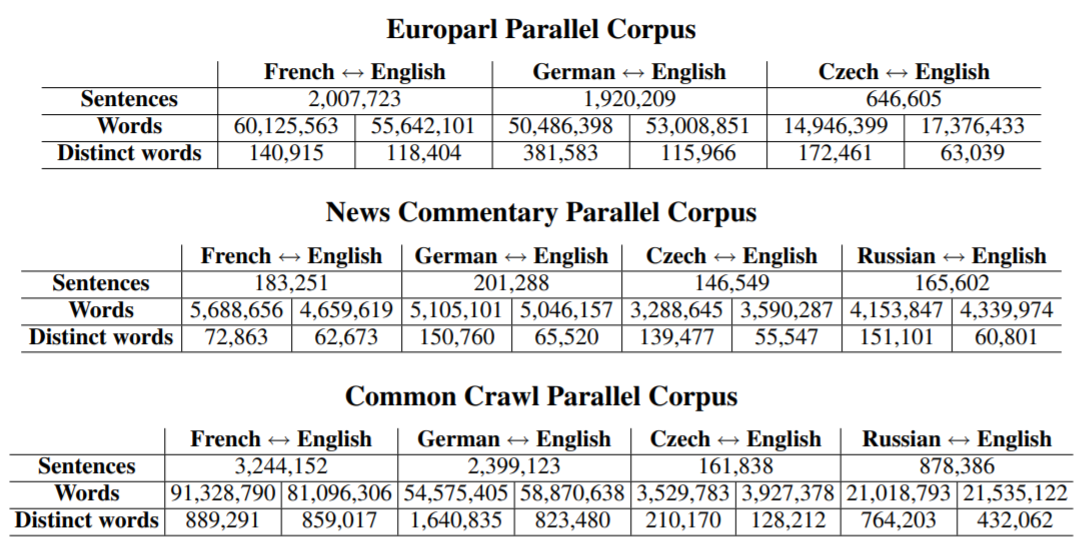 Europarl Parallel Corpus
French ↔ English German ↔ English Czech ↔ English
Sentences 2,007,723 1,920,209 646,605
Words 60,125,563 55,642,101 50,486,398 53,008,851 14,946,399 17,376,433
Distinct words 140,915 118,404 381,583 115,966 172,461 63,039
News Commentary Parallel Corpus
French ↔ English German ↔ English Czech ↔ English Russian ↔ English
Sentences 183,251 201,288 146,549 165,602
Words 5,688,656 4,659,619 5,105,101 5,046,157 3,288,645 3,590,287 4,153,847 4,339,974
Distinct words 72,863 62,673 150,760 65,520 139,477 55,547 151,101 60,801
Common Crawl Parallel Corpus
French ↔ English German ↔ English Czech ↔ English Russian ↔ English
Sentences 3,244,152 2,399,123 161,838 878,386
Words 91,328,790 81,096,306 54,575,405 58,870,638 3,529,783 3,927,378 21,018,793 21,535,122
Distinct words 889,291 859,017 1,640,835 823,480 210,170 128,212 764,203 432,062